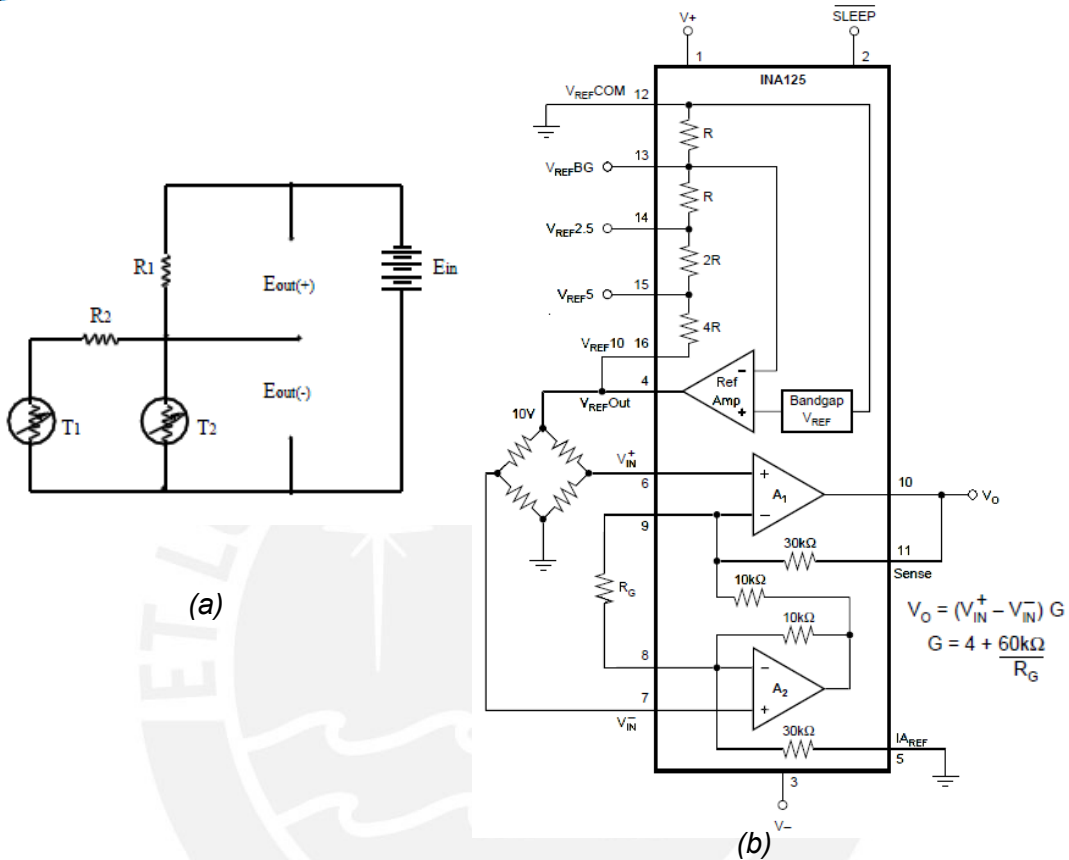 R1
Ein
Eout(+)
R2
Eout(-)
T1
T2
(a)
V+
SLEEP
1
2
INA125
VREFCOM 12
R
13
VREFBG
R
14
VREF2.5
2R
15
VREF5
4R
VREF10 16
4
VREFOut
Ref
Amp
Bandgap
VREF
10V
V+IN
6
A1
10
VO
9
30kΩ
11
Sense
10kΩ
RG
10kΩ
VO = (V+IN – V–IN) G
G = 4 + 60kΩ
RG
8
A2
7
V–IN
30kΩ
IAREF
5
3
V–
(b)
ET L